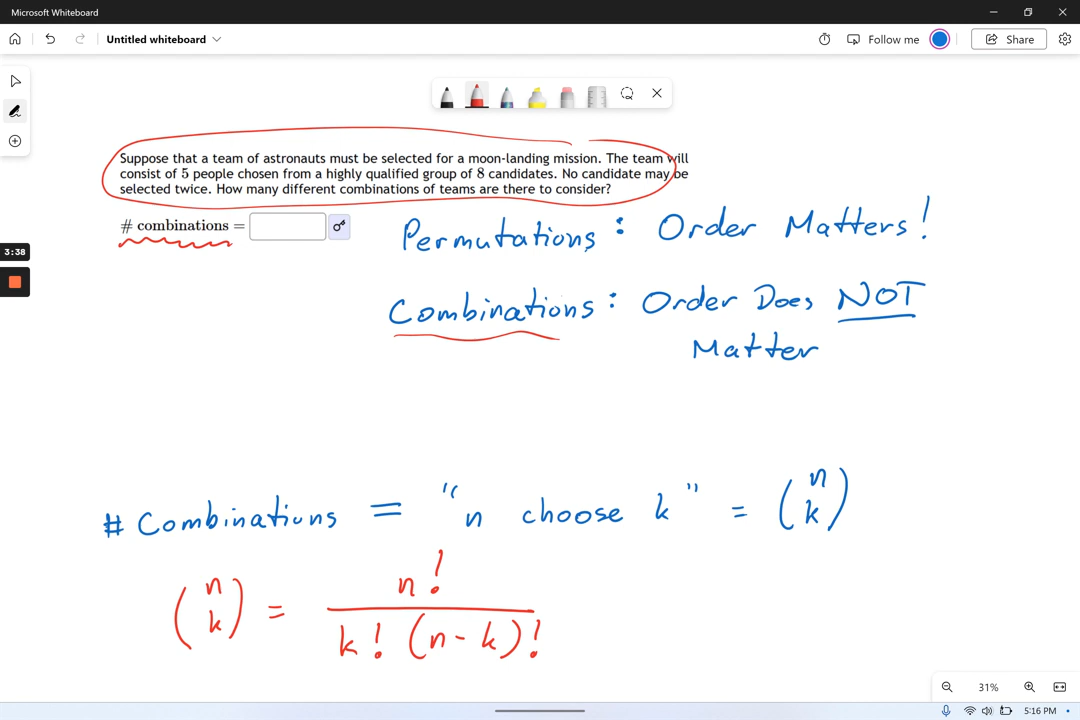 Microsoft Whiteboard
Untitled whiteboard
Follow me
Share
Suppose that a team of astronauts must be selected for a moon-landing mission. The team will
consist of 5 people chosen from a highly qualified group of 8 candidates. No candidate may be
selected twice. How many different combinations of teams are there to consider?
# combinations =
Permutations : Order Matters!
3:38
Combinations : Order Does NOT
Matter
# Combinations = "n choose k" = (n k)
(n k) = n! / k! (n-k)!
31%
5:16 PM